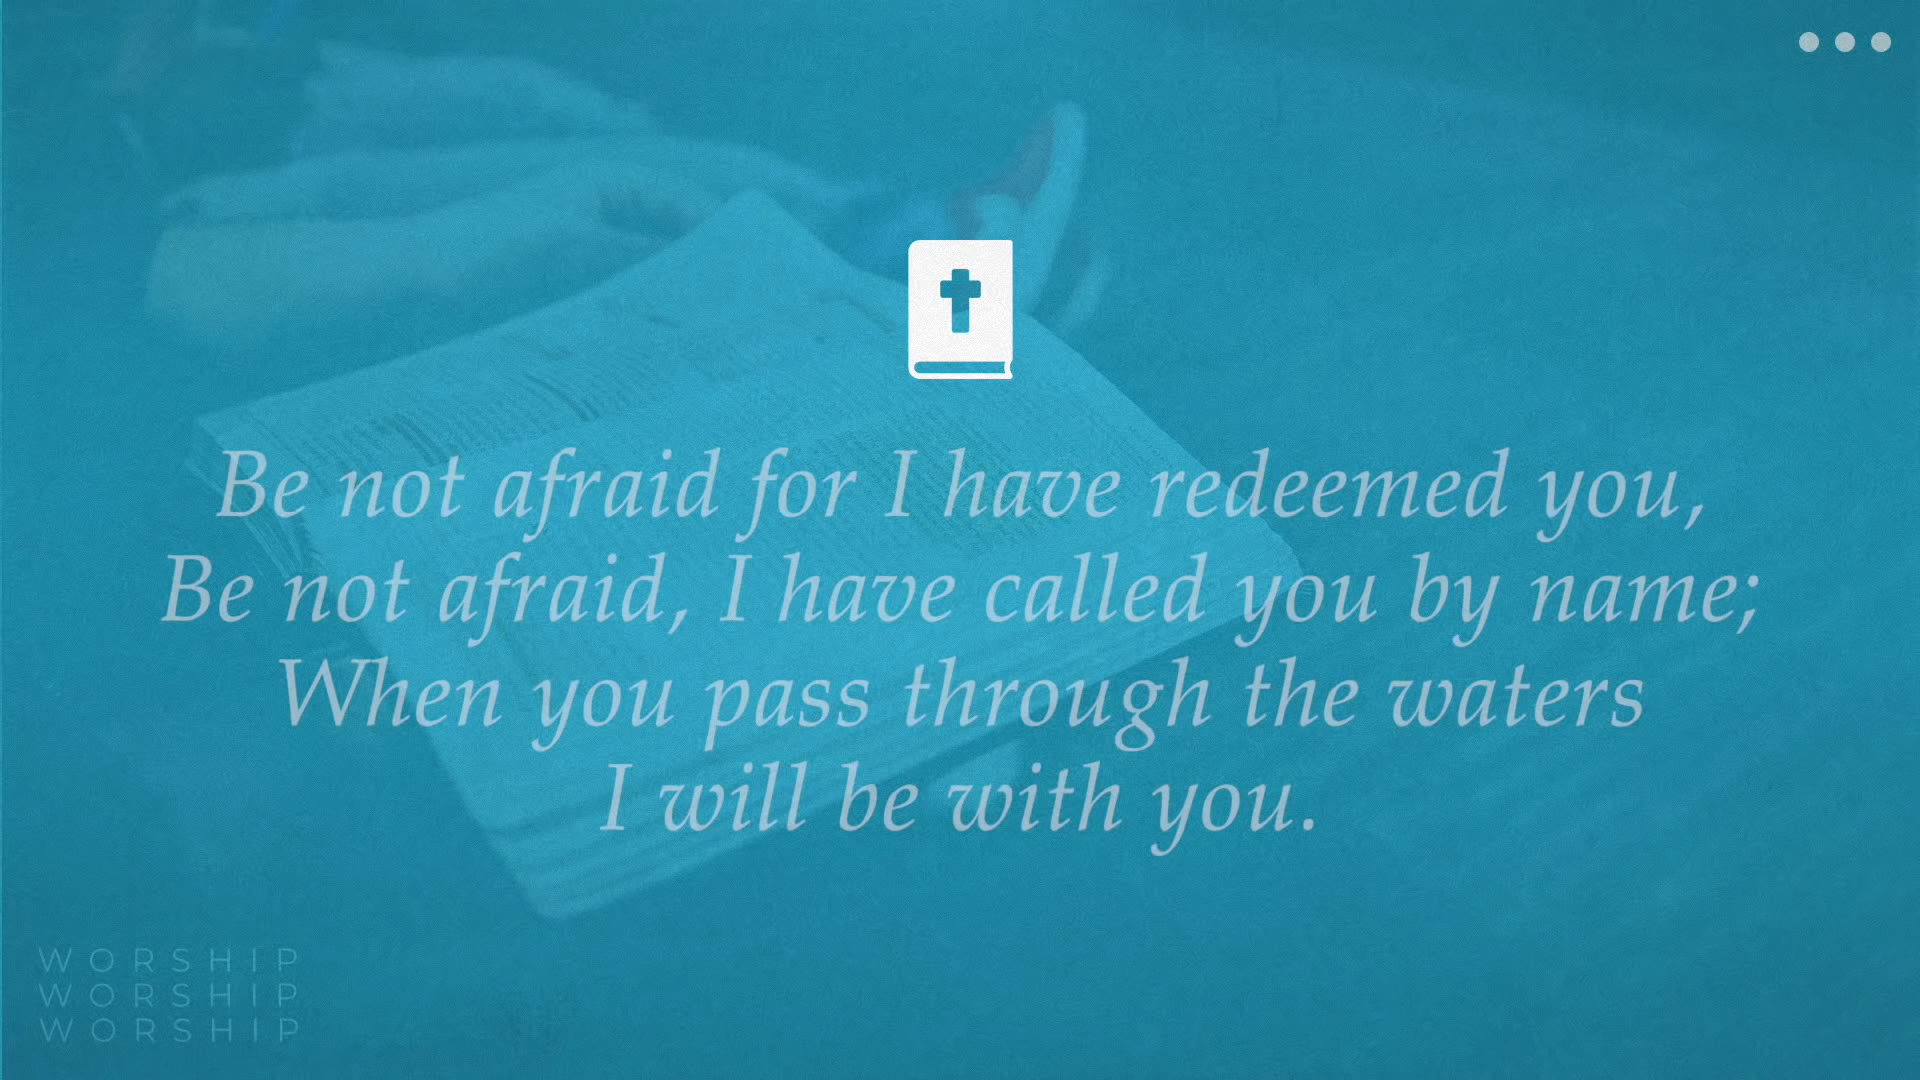 Be not afraid for I have redeemed you,
Be not afraid, I have called you by name;
When you pass through the waters
I will be with you.
WORSHIP
WORSHIP
WORSHIP